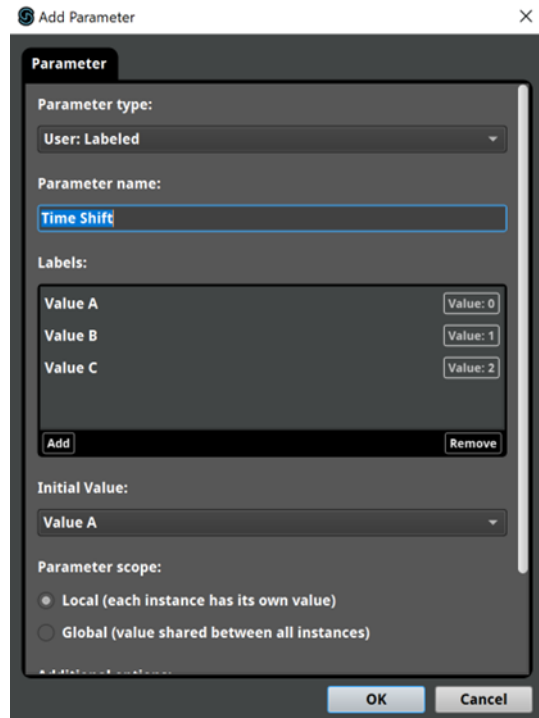 Add Parameter
Parameter
Parameter type:
User: Labeled
Parameter name:
Time Shift
Labels:
Value A Value: 0
Value B Value: 1
Value C Value: 2
Add Remove
Initial Value:
Value A
Parameter scope:
Local (each instance has its own value)
Global (value shared between all instances)
Additional options:
OK Cancel